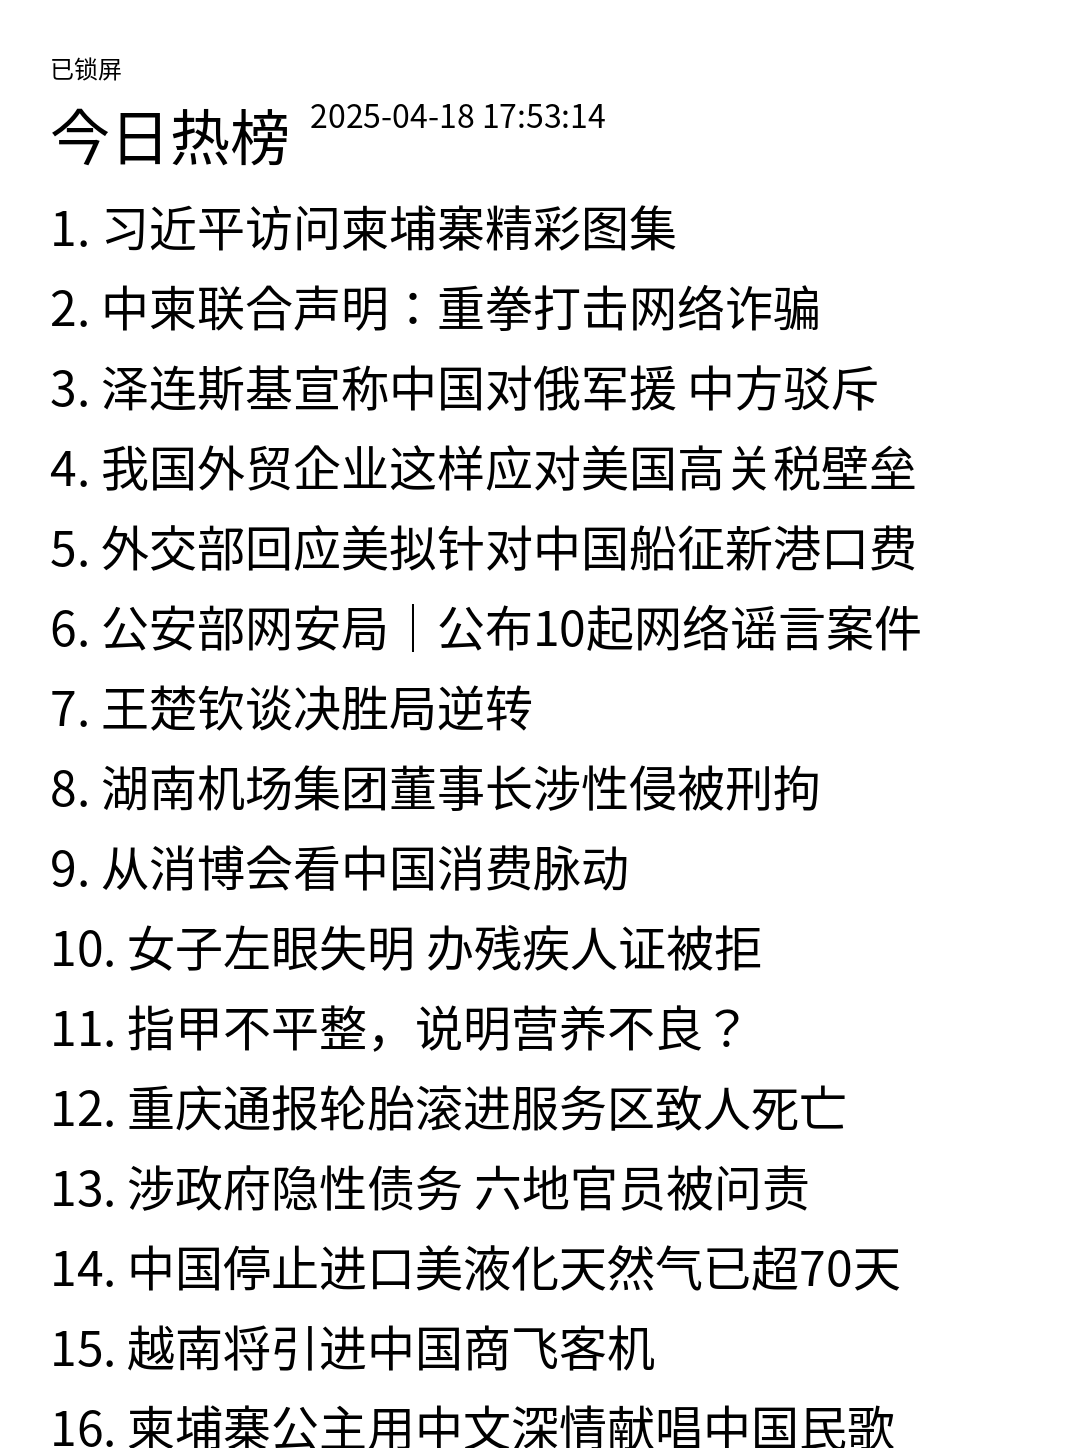 已锁屏
今日热榜 2025-04-18 17:53:14
1. 习近平访问柬埔寨精彩图集
2. 中柬联合声明：重拳打击网络诈骗
3. 泽连斯基宣称中国对俄军援 中方驳斥
4. 我国外贸企业这样应对美国高关税壁垒
5. 外交部回应美拟针对中国船征新港口费
6. 公安部网安局｜公布10起网络谣言案件
7. 王楚钦谈决胜局逆转
8. 湖南机场集团董事长涉性侵被刑拘
9. 从消博会看中国消费脉动
10. 女子左眼失明 办残疾人证被拒
11. 指甲不平整，说明营养不良？
12. 重庆通报轮胎滚进服务区致人死亡
13. 涉政府隐性债务 六地官员被问责
14. 中国停止进口美液化天然气已超70天
15. 越南将引进中国商飞客机
16. 柬埔寨公主用中文深情献唱中国民歌